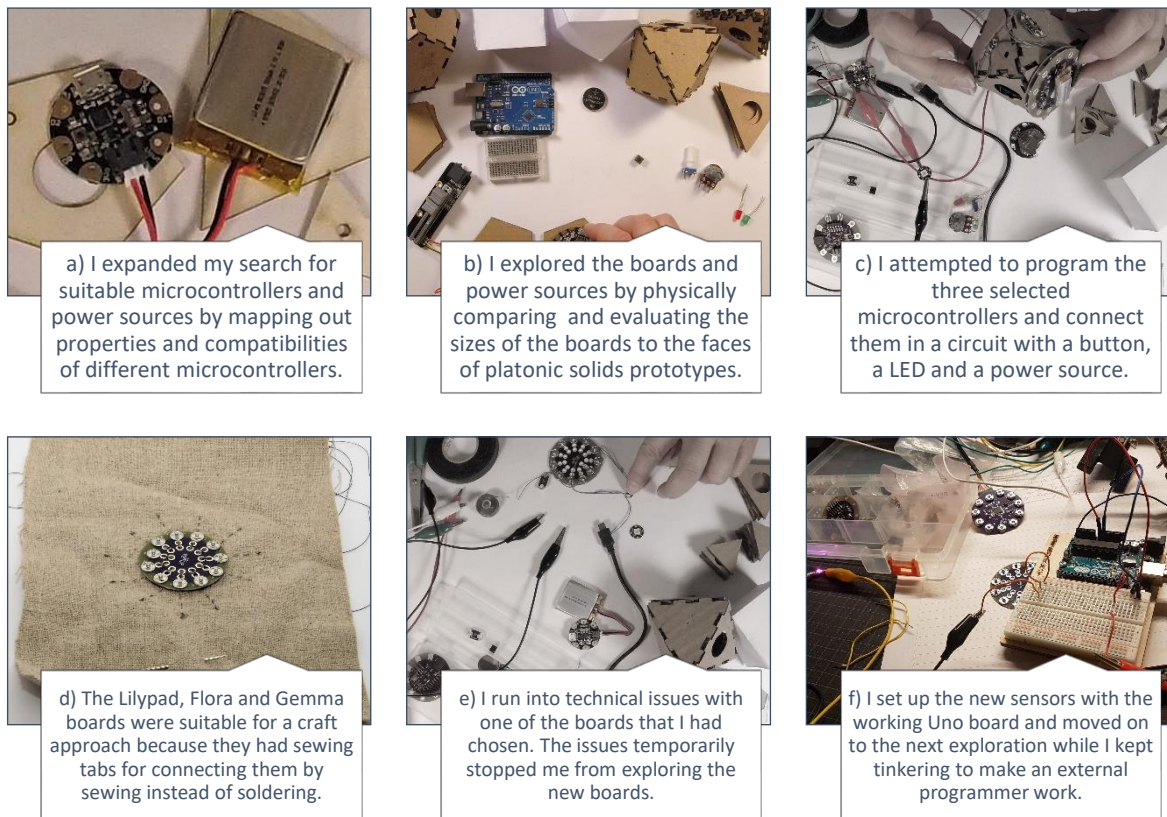 a) I expanded my search for
suitable microcontrollers and
power sources by mapping out
properties and compatibilities
of different microcontrollers.
b) I explored the boards and
power sources by physically
comparing and evaluating the
sizes of the boards to the faces
of platonic solids prototypes.
c) I attempted to program the
three selected
microcontrollers and connect
them in a circuit with a button,
a LED and a power source.
d) The Lilypad, Flora and Gemma
boards were suitable for a craft
approach because they had sewing
tabs for connecting them by
sewing instead of soldering.
e) I run into technical issues with
one of the boards that I had
chosen. The issues temporarily
stopped me from exploring the
new boards.
f) I set up the new sensors with the
working Uno board and moved on
to the next exploration while I kept
tinkering to make an external
programmer work.